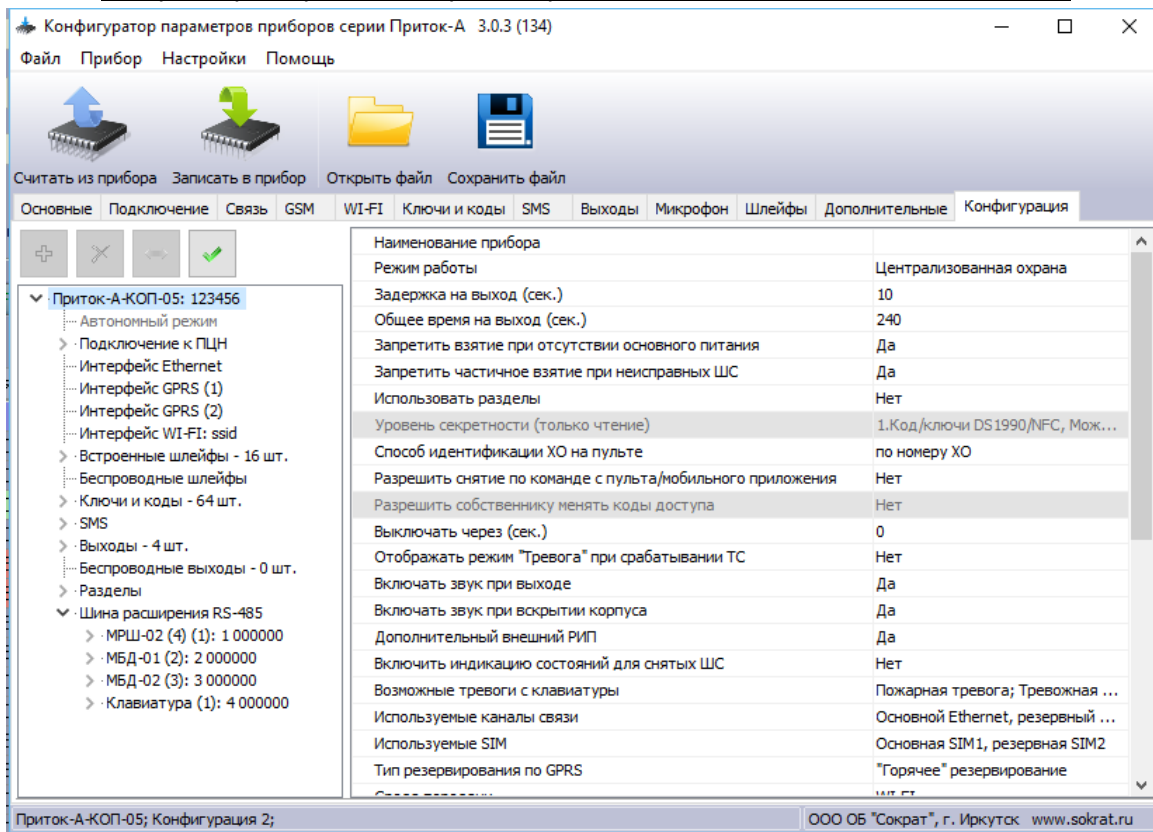 Конфигуратор параметров приборов серии Приток-А 3.0.3 (134)
Файл Прибор Настройки Помощь
Считать из прибора Записать в прибор Открыть файл Сохранить файл
Основные Подключение Связь GSM WI-FI Ключи и коды SMS Выходы Микрофон Шлейфы Дополнительные Конфигурация
Приток-А-КОП-05: 123456
Автономный режим
Подключение к ПЦН
Интерфейс Ethernet
Интерфейс GPRS (1)
Интерфейс GPRS (2)
Интерфейс WI-FI: ssid
Встроенные шлейфы - 16 шт.
Беспроводные шлейфы
Ключи и коды - 64 шт.
SMS
Выходы - 4 шт.
Беспроводные выходы - 0 шт.
Разделы
Шина расширения RS-485
МРШ-02 (4) (1): 1 000000
МБД-01 (2): 2 000000
МБД-02 (3): 3 000000
Клавиатура (1): 4 000000
Наименование прибора
Режим работы Централизованная охрана
Задержка на выход (сек.) 10
Общее время на выход (сек.) 240
Запретить взятие при отсутствии основного питания Да
Запретить частичное взятие при неисправных ШС Да
Использовать разделы Нет
Уровень секретности (только чтение) 1.Код/ключи DS1990/NFC, Мож...
Способ идентификации ХО на пульте по номеру ХО
Разрешить снятие по команде с пульта/мобильного приложения Нет
Разрешить собственнику менять коды доступа Нет
Выключать через (сек.) 0
Отображать режим "Тревога" при срабатывании ТС Нет
Включать звук при выходе Да
Включать звук при вскрытии корпуса Да
Дополнительный внешний РИП Да
Включить индикацию состояний для снятых ШС Нет
Возможные тревоги с клавиатуры Пожарная тревога; Тревожная ...
Используемые каналы связи Основной Ethernet, резервный ...
Используемые SIM Основная SIM1, резервная SIM2
Тип резервирования по GPRS "Горячее" резервирование
Приток-А-КОП-05; Конфигурация 2;
ООО ОБ "Сократ", г. Иркутск www.sokrat.ru